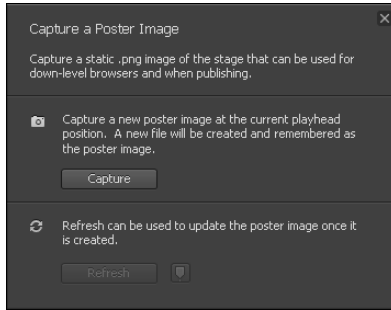 Capture a Poster Image
Capture a static .png image of the stage that can be used for
down-level browsers and when publishing.
Capture a new poster image at the current playhead
position. A new file will be created and remembered as
the poster image.
Capture
Refresh can be used to update the poster image once it
is created.
Refresh